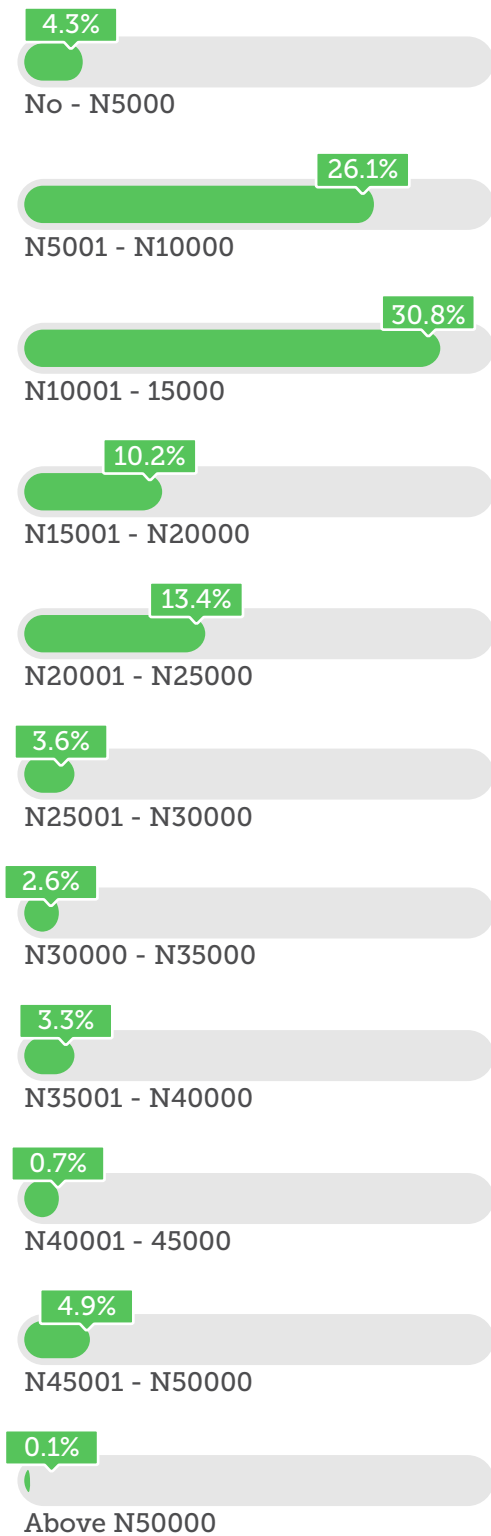 4.3%
No - N5000
26.1%
N5001 - N10000
30.8%
N10001 - 15000
10.2%
N15001 - N20000
13.4%
N20001 - N25000
3.6%
N25001 - N30000
2.6%
N30000 - N35000
3.3%
N35001 - N40000
0.7%
N40001 - 45000
4.9%
N45001 - N50000
0.1%
Above N50000